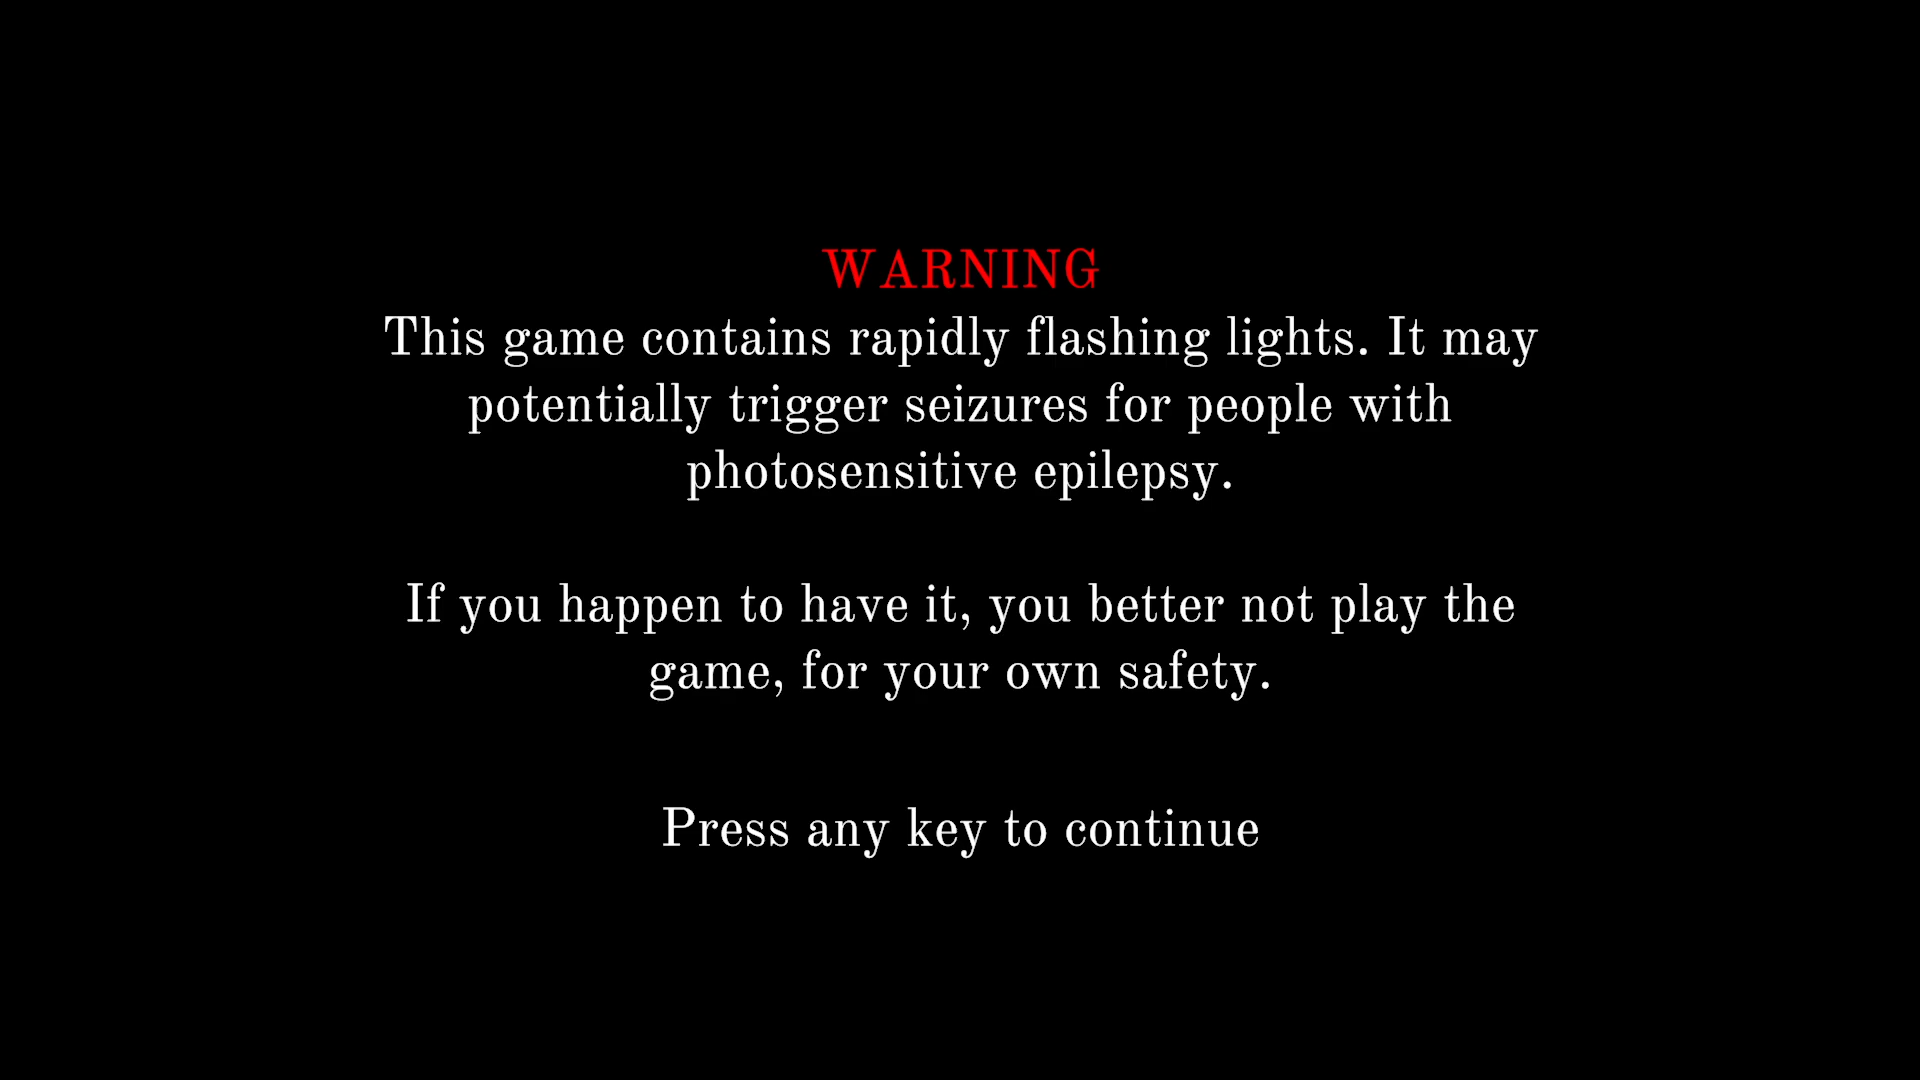 WARNING
This game contains rapidly flashing lights. It may
potentially trigger seizures for people with
photosensitive epilepsy.
If you happen to have it, you better not play the
game, for your own safety.
Press any key to continue